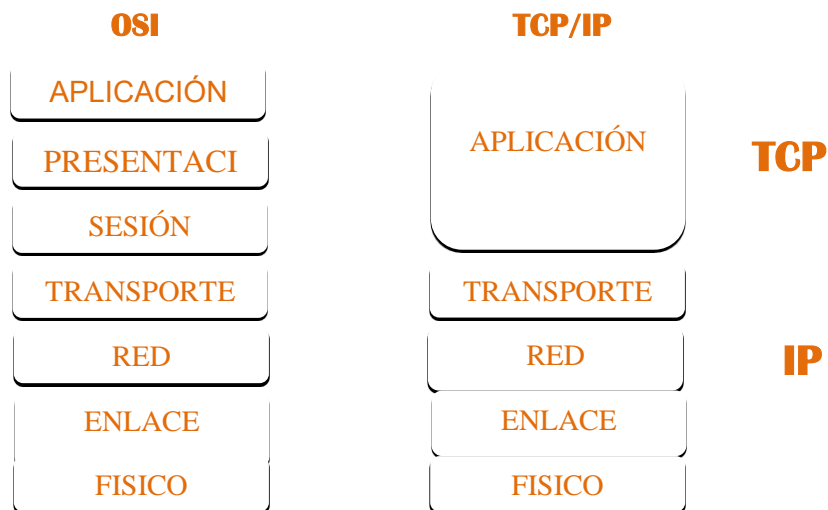 OSI
TCP/IP
APLICACIÓN
PRESENTACI
SESIÓN
TRANSPORTE
RED
ENLACE
FISICO
APLICACIÓN
TRANSPORTE
RED
ENLACE
FISICO
TCP
IP